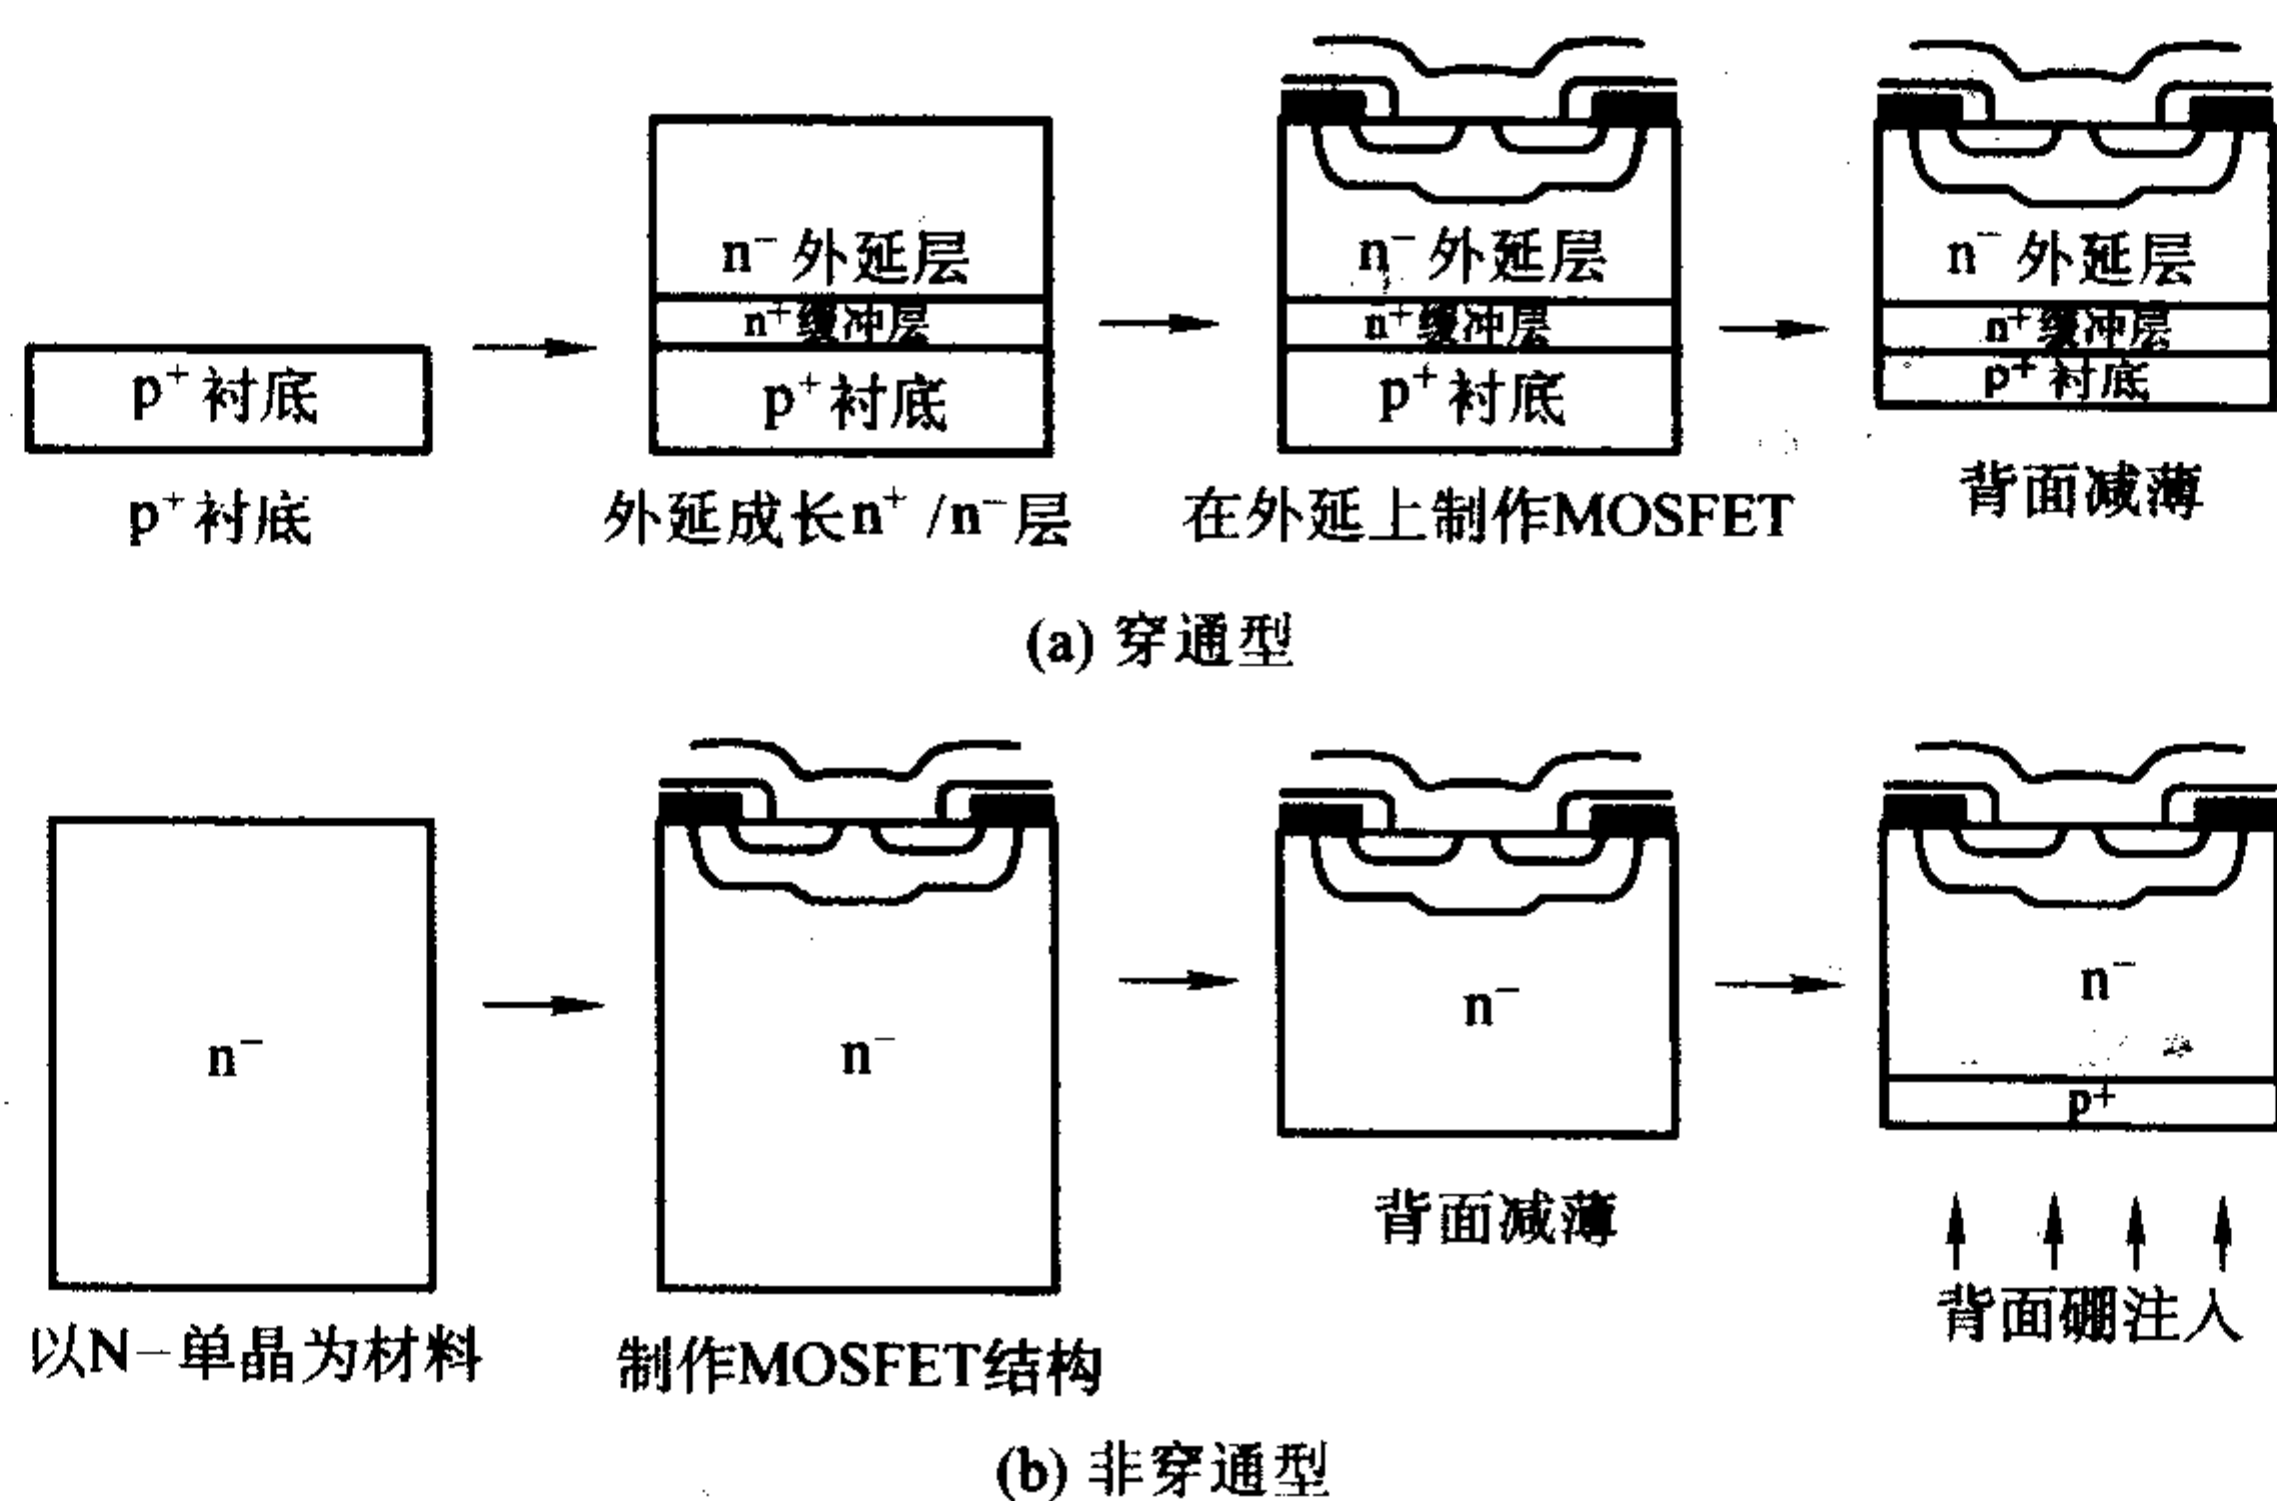 n⁻ 外延层
n⁺ 缓冲层
p⁺ 衬底
p⁺ 衬底
n⁻ 外延层
n⁺ 缓冲层
p⁺ 衬底
n⁻ 外延层
n⁺ 缓冲层
p⁺ 衬底
p⁺ 衬底
外延成长n⁺ /n⁻ 层
在外延上制作MOSFET
背面减薄
(a) 穿通型
n⁻
n⁻
n⁻
n⁻
p⁺
以N−单晶为材料
制作MOSFET结构
背面减薄
背面硼注入
(b) 非穿通型